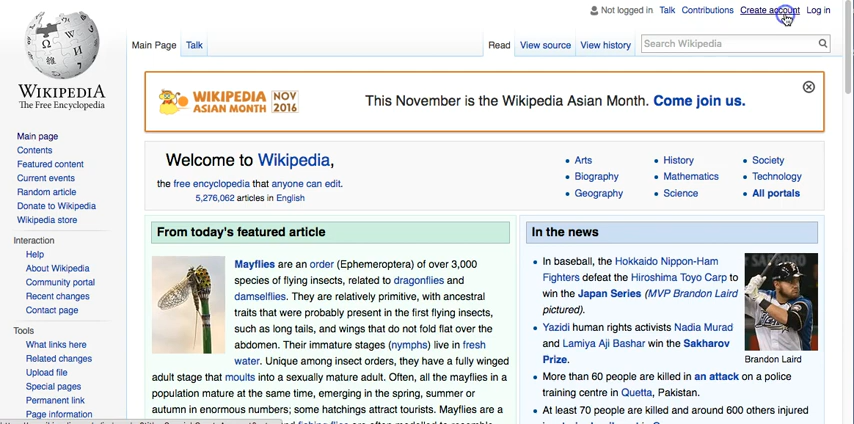 Not logged in Talk Contributions Create account Log in
Main Page Talk Read View source View history Search Wikipedia
WIKIPEDIA
The Free Encyclopedia
Main page
Contents
Featured content
Current events
Random article
Donate to Wikipedia
Wikipedia store
Interaction
Help
About Wikipedia
Community portal
Recent changes
Contact page
Tools
What links here
Related changes
Upload file
Special pages
Permanent link
Page information
WIKIPEDIA
ASIAN MONTH
NOV
2016
This November is the Wikipedia Asian Month. Come join us.
Welcome to Wikipedia,
the free encyclopedia that anyone can edit.
5,276,062 articles in English
Arts
Biography
Geography
History
Mathematics
Science
Society
Technology
All portals
From today's featured article
Mayflies are an order (Ephemeroptera) of over 3,000
species of flying insects, related to dragonflies and
damselflies. They are relatively primitive, with ancestral
traits that were probably present in the first flying insects,
such as long tails, and wings that do not fold flat over the
abdomen. Their immature stages (nymphs) live in fresh
water. Unique among insect orders, they have a fully winged
adult stage that moults into a sexually mature adult. Often, all the mayflies in a
population mature at the same time, emerging in the spring, summer or
autumn in enormous numbers; some hatchings attract tourists. Mayflies are a
In the news
In baseball, the Hokkaido Nippon-Ham
Fighters defeat the Hiroshima Toyo Carp to
win the Japan Series (MVP Brandon Laird
pictured).
Yazidi human rights activists Nadia Murad
and Lamiya Aji Bashar win the Sakharov
Prize.
More than 60 people are killed in an attack on a police
training centre in Quetta, Pakistan.
At least 70 people are killed and around 600 others injured
Brandon Laird